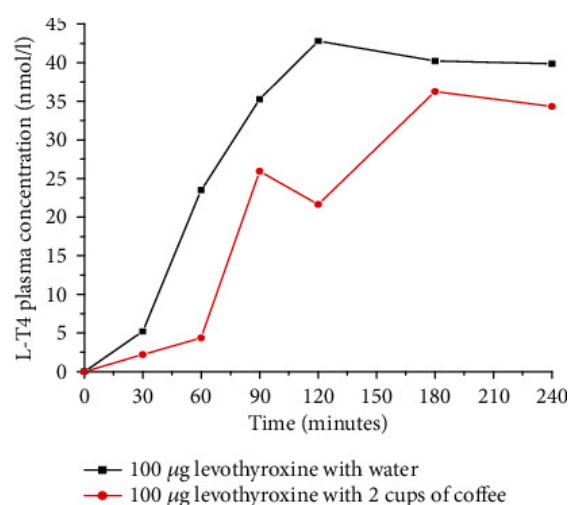 45
40
35
30
25
20
15
10
5
0
L-T4 plasma concentration (nmol/l)
0 30 60 90 120 150 180 210 240
Time (minutes)
100 μg levothyroxine with water
100 μg levothyroxine with 2 cups of coffee